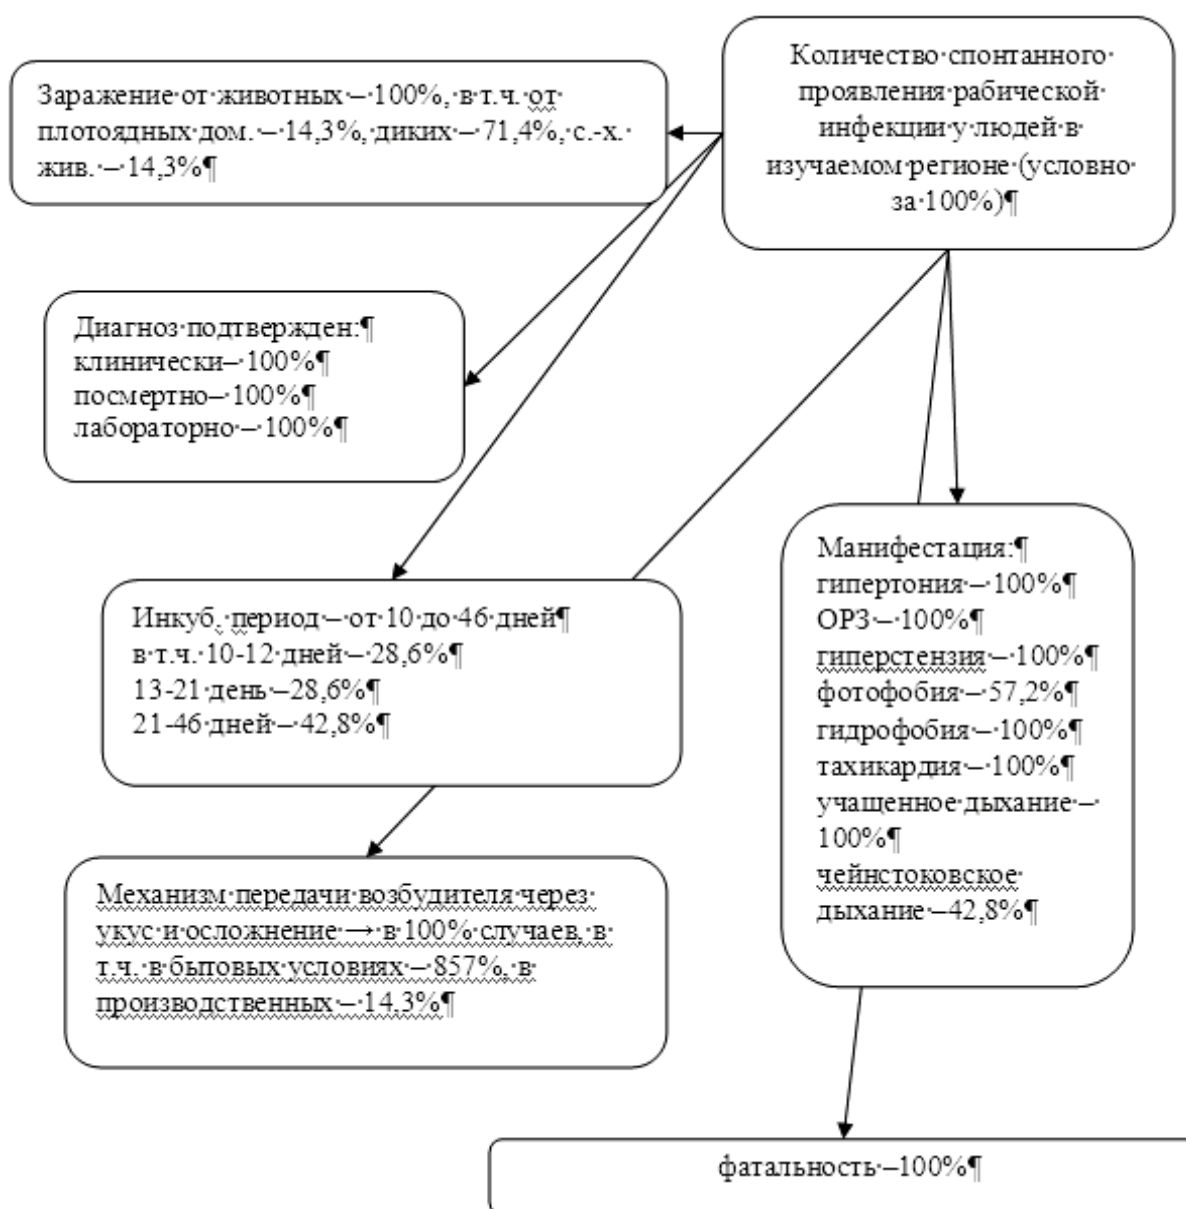 Количество спонтанного
проявления рабической
инфекции у людей в
изучаемом регионе (условно
за 100%)¶
Заражение от животных – 100%, в т.ч. от
плотоядных дом. – 14,3%, диких – 71,4%, с.-х.
жив. – 14,3%¶
Диагноз подтвержден:¶
клинически– 100%¶
посмертно– 100%¶
лабораторно – 100%¶
Инкуб. период – от 10 до 46 дней¶
в т.ч. 10-12 дней – 28,6%¶
13-21 день –28,6%¶
21-46 дней – 42,8%¶
Механизм передачи возбудителя через
укус и осложнение → в 100% случаев, в
т.ч. в бытовых условиях – 857%, в
производственных – 14,3%¶
Манифестация:¶
гипертония – 100%¶
ОРЗ – 100%¶
гиперстензия – 100%¶
фотофобия – 57,2%¶
гидрофобия – 100%¶
тахикардия – 100%¶
учащенное дыхание –
100%¶
чейнстоковское
дыхание –42,8%¶
фатальность –100%¶